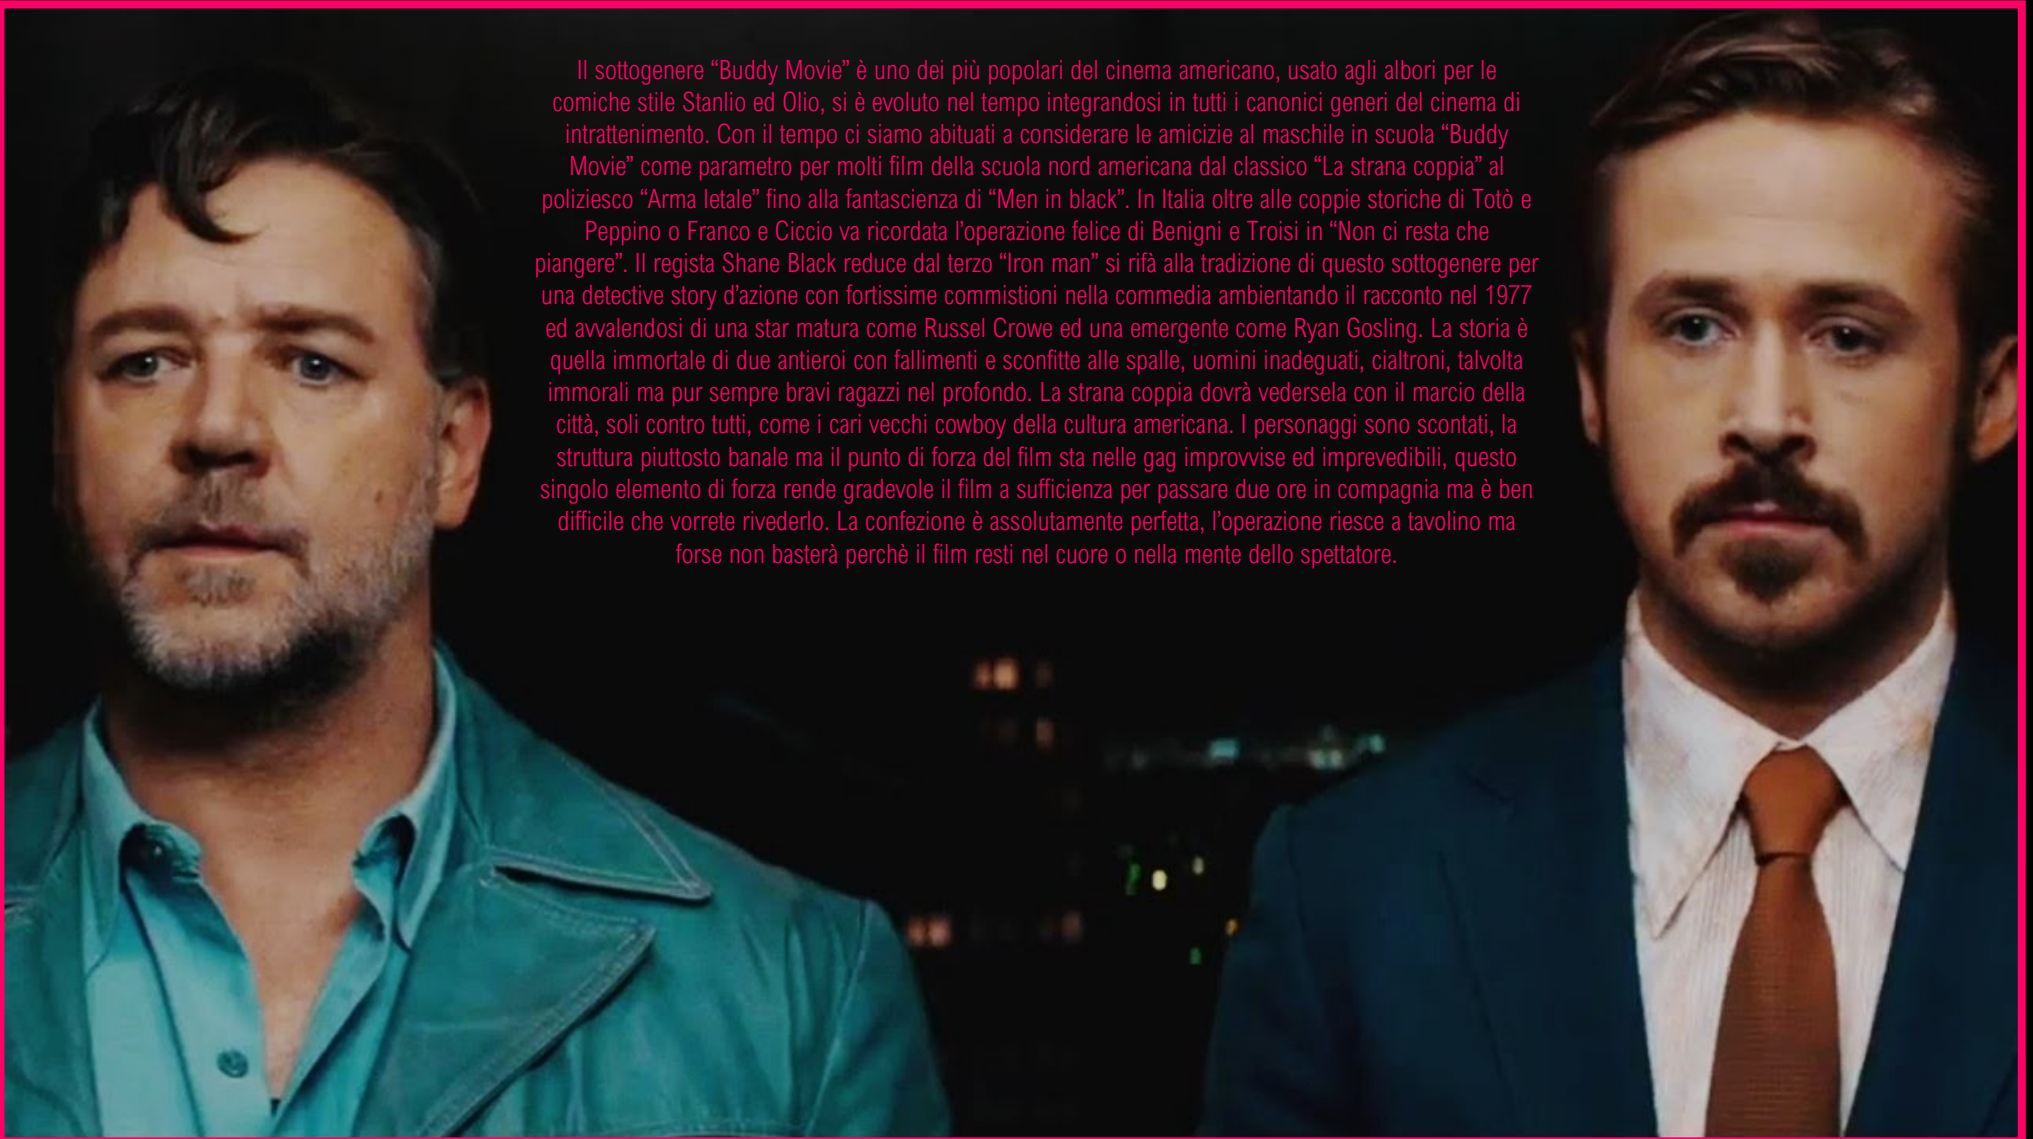 Il sottogenere “Buddy Movie” è uno dei più popolari del cinema americano, usato agli albori per le
comiche stile Stanlio ed Olio, si è evoluto nel tempo integrandosi in tutti i canonici generi del cinema di
intrattenimento. Con il tempo ci siamo abituati a considerare le amicizie al maschile in scuola “Buddy
Movie” come parametro per molti film della scuola nord americana dal classico “La strana coppia” al
poliziesco “Arma letale” fino alla fantascienza di “Men in black”. In Italia oltre alle coppie storiche di Totò e
Peppino o Franco e Ciccio va ricordata l’operazione felice di Benigni e Troisi in “Non ci resta che
piangere”. Il regista Shane Black reduce dal terzo “Iron man” si rifà alla tradizione di questo sottogenere per
una detective story d’azione con fortissime commistioni nella commedia ambientando il racconto nel 1977
ed avvalendosi di una star matura come Russel Crowe ed una emergente come Ryan Gosling. La storia è
quella immortale di due antieroi con fallimenti e sconfitte alle spalle, uomini inadeguati, cialtroni, talvolta
immorali ma pur sempre bravi ragazzi nel profondo. La strana coppia dovrà vedersela con il marcio della
città, soli contro tutti, come i cari vecchi cowboy della cultura americana. I personaggi sono scontati, la
struttura piuttosto banale ma il punto di forza del film sta nelle gag improvvise ed imprevedibili, questo
singolo elemento di forza rende gradevole il film a sufficienza per passare due ore in compagnia ma è ben
difficile che vorrete rivederlo. La confezione è assolutamente perfetta, l’operazione riesce a tavolino ma
forse non basterà perchè il film resti nel cuore o nella mente dello spettatore.